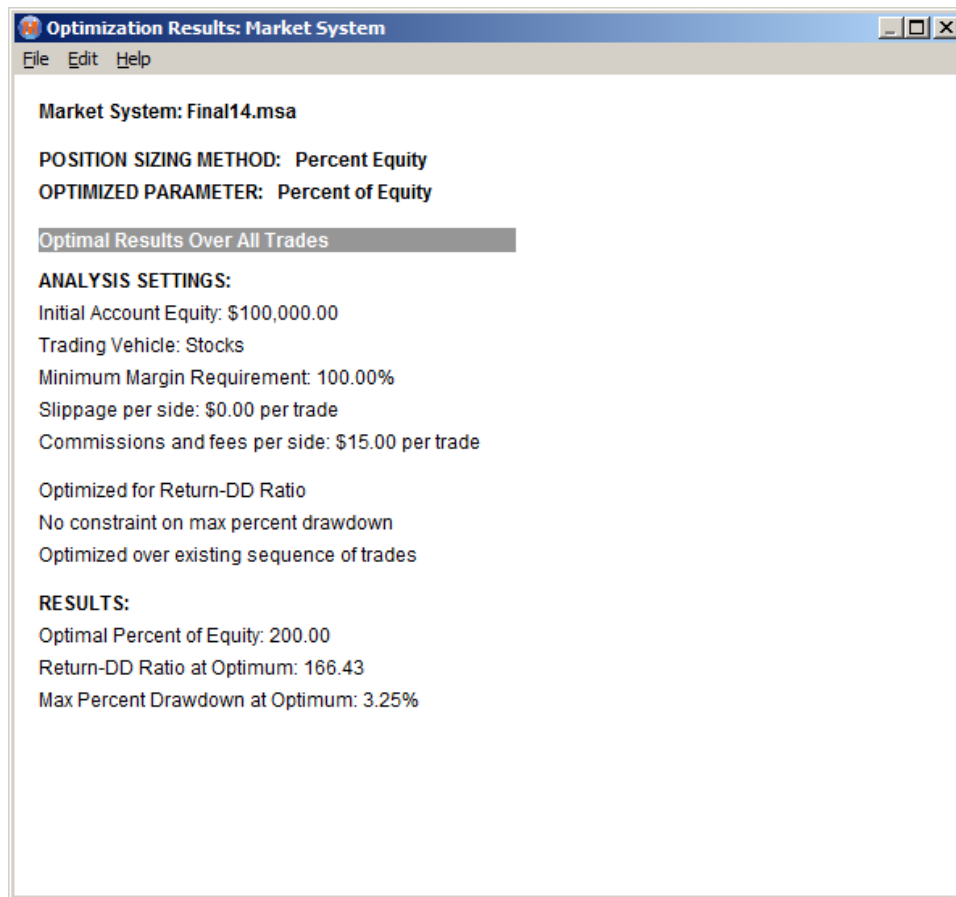 Optimization Results: Market System
File Edit Help
Market System: Final14.msa
POSITION SIZING METHOD: Percent Equity
OPTIMIZED PARAMETER: Percent of Equity
Optimal Results Over All Trades
ANALYSIS SETTINGS:
Initial Account Equity: $100,000.00
Trading Vehicle: Stocks
Minimum Margin Requirement: 100.00%
Slippage per side: $0.00 per trade
Commissions and fees per side: $15.00 per trade
Optimized for Return-DD Ratio
No constraint on max percent drawdown
Optimized over existing sequence of trades
RESULTS:
Optimal Percent of Equity: 200.00
Return-DD Ratio at Optimum: 166.43
Max Percent Drawdown at Optimum: 3.25%